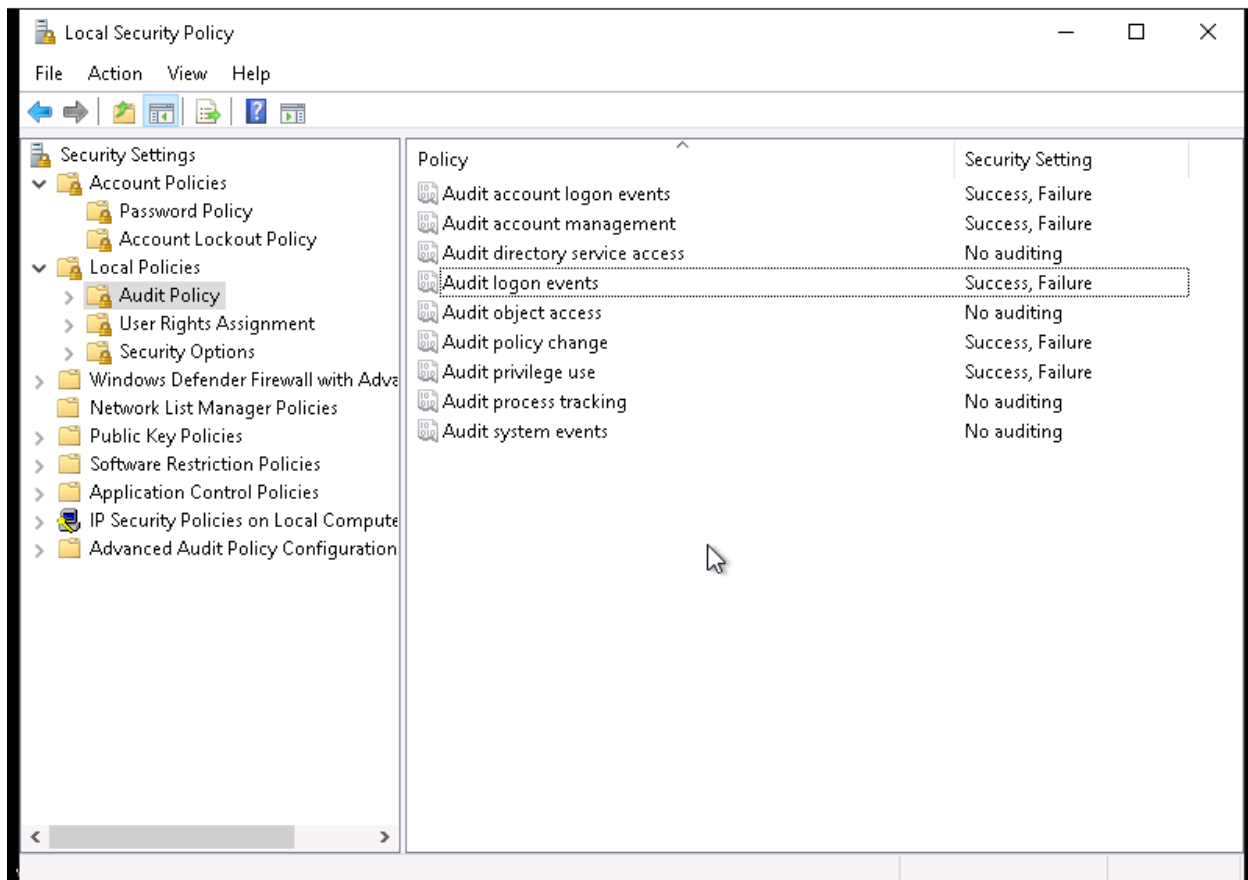 Local Security Policy
File Action View Help
Security Settings
Account Policies
Password Policy
Account Lockout Policy
Local Policies
Audit Policy
User Rights Assignment
Security Options
Windows Defender Firewall with Adva
Network List Manager Policies
Public Key Policies
Software Restriction Policies
Application Control Policies
IP Security Policies on Local Compute
Advanced Audit Policy Configuration
Policy Security Setting
Audit account logon events Success, Failure
Audit account management Success, Failure
Audit directory service access No auditing
Audit logon events Success, Failure
Audit object access No auditing
Audit policy change Success, Failure
Audit privilege use Success, Failure
Audit process tracking No auditing
Audit system events No auditing